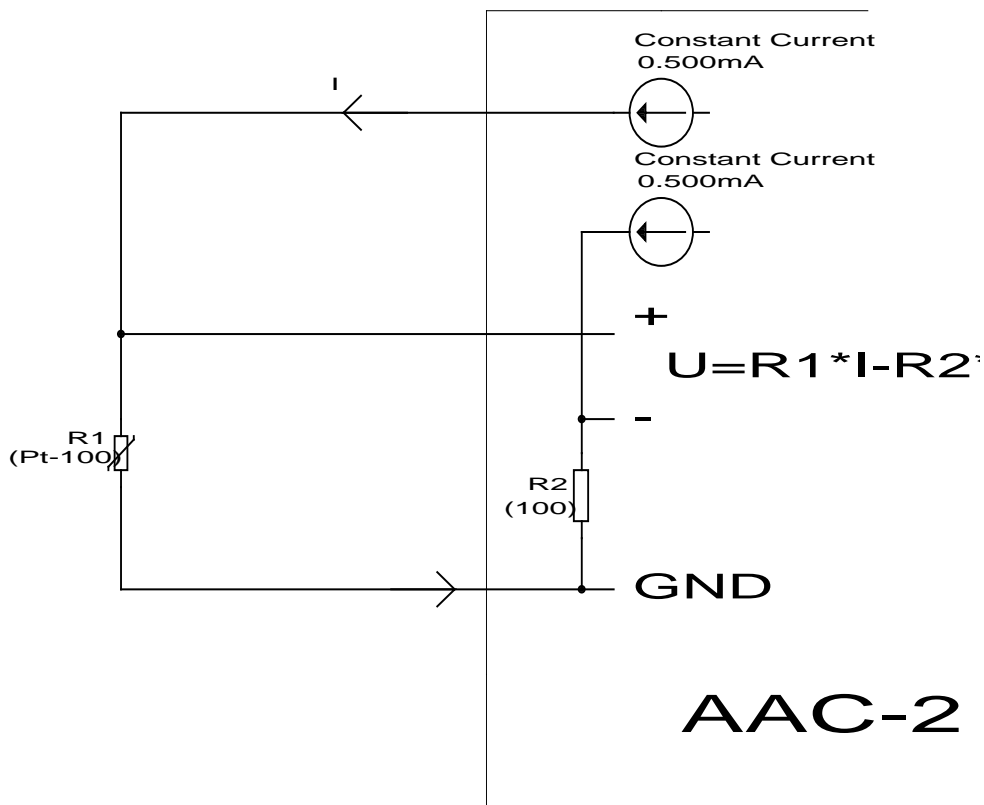 Constant Current
0.500mA
I
Constant Current
0.500mA
+
U=R1*I-R2*
-
R1
(Pt-100)
R2
(100)
GND
AAC-2